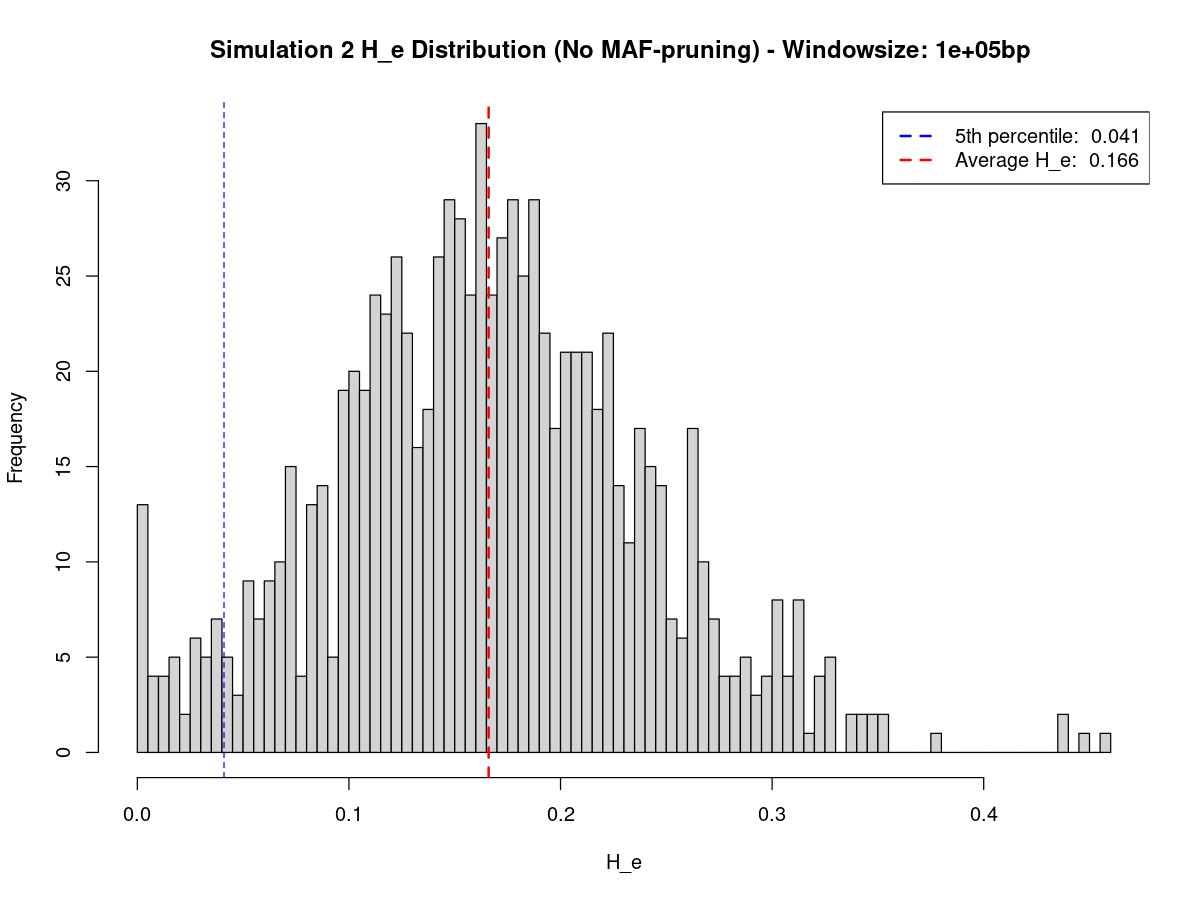 Simulation 2 H_e Distribution (No MAF-pruning) - Windowsize: 1e+05bp
5th percentile:  0.041
Average H_e:  0.166
Frequency
30
25
20
15
10
5
0
0.0 0.1 0.2 0.3 0.4
H_e